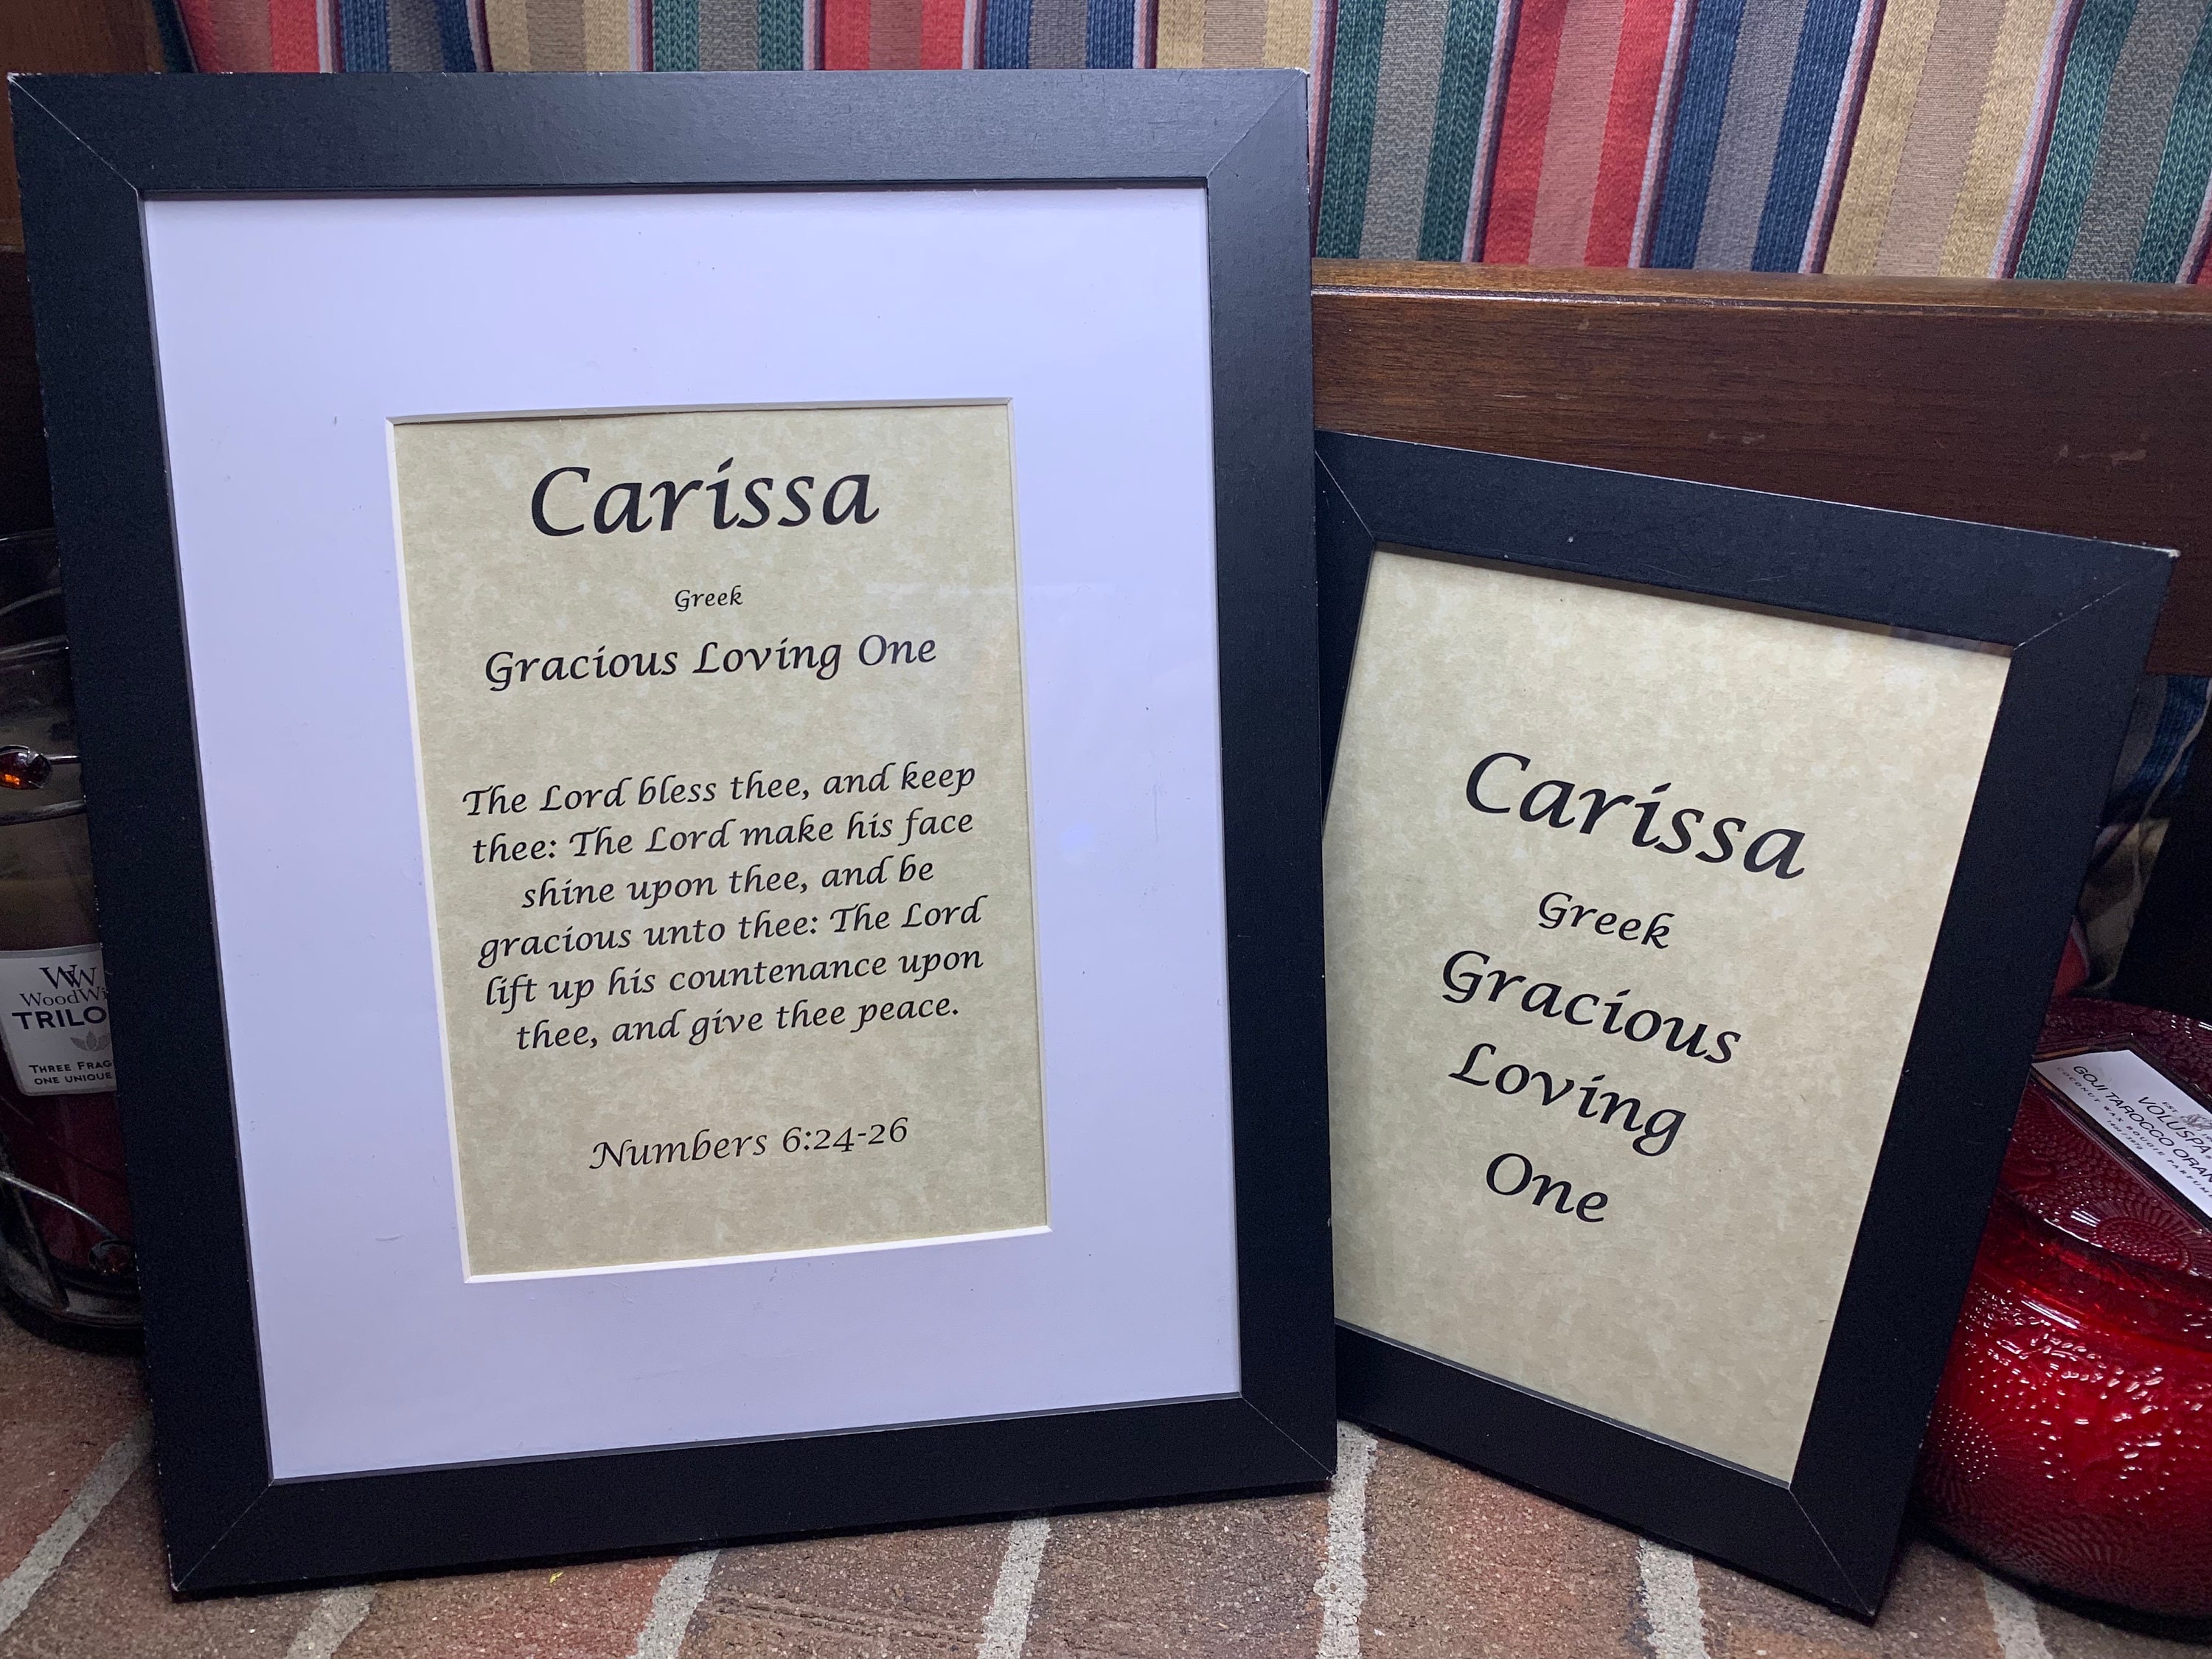 Carissa
Greek
Gracious Loving One
The Lord bless thee, and keep
thee: The Lord make his face
shine upon thee, and be
gracious unto thee: The Lord
lift up his countenance upon
thee, and give thee peace.
Numbers 6:24-26
Carissa
Greek
Gracious
Loving
One
WW
TRILO
THREE FRAG
ONE UNIQUE
VOLUSPA
GOJI TAROCCO ORAN